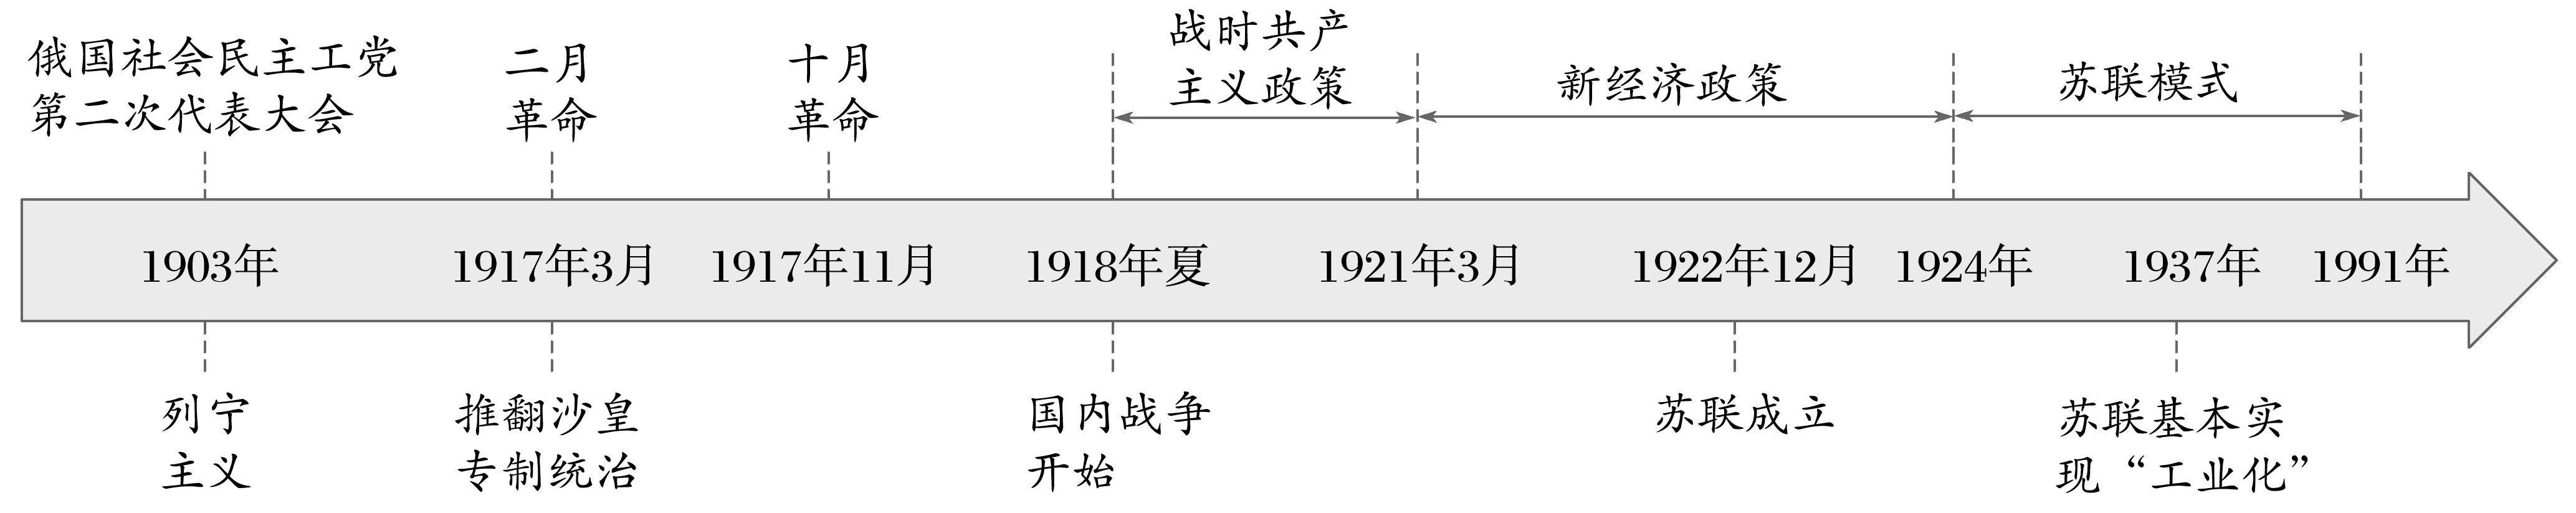 俄国社会民主工党
第二次代表大会
二月
革命
十月
革命
战时共产
主义政策
新经济政策
苏联模式
1903年
1917年3月
1917年11月
1918年夏
1921年3月
1922年12月
1924年
1937年
1991年
列宁
主义
推翻沙皇
专制统治
国内战争
开始
苏联成立
苏联基本实
现“工业化”